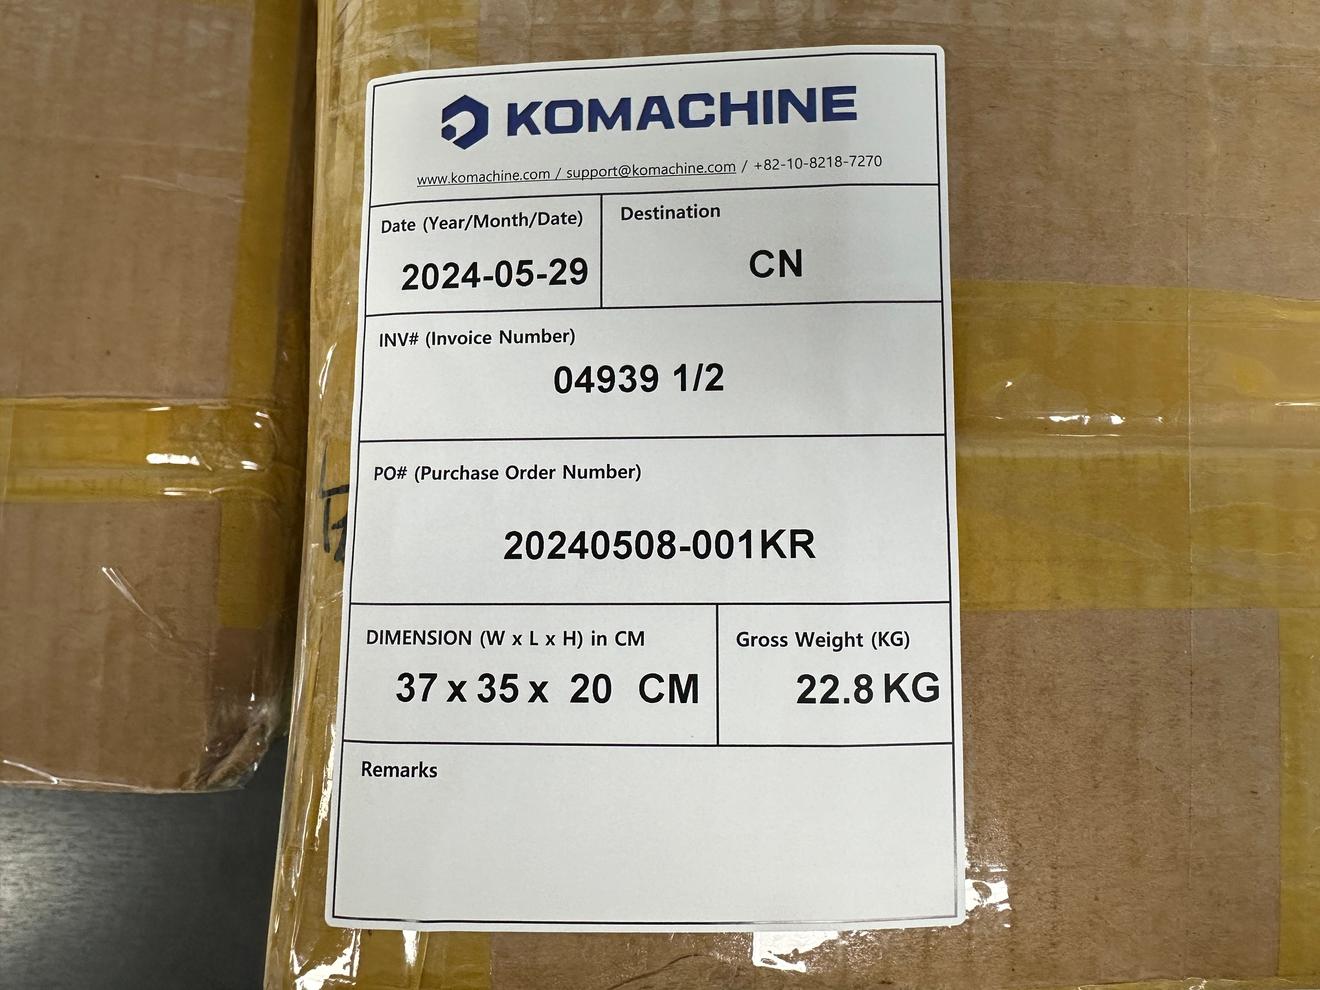 KOMACHINE
www.komachine.com / support@komachine.com / +82-10-8218-7270
Date (Year/Month/Date)
2024-05-29
Destination
CN
INV# (Invoice Number)
04939 1/2
PO# (Purchase Order Number)
20240508-001KR
DIMENSION (W x L x H) in CM
37 x 35 x 20 CM
Gross Weight (KG)
22.8 KG
Remarks